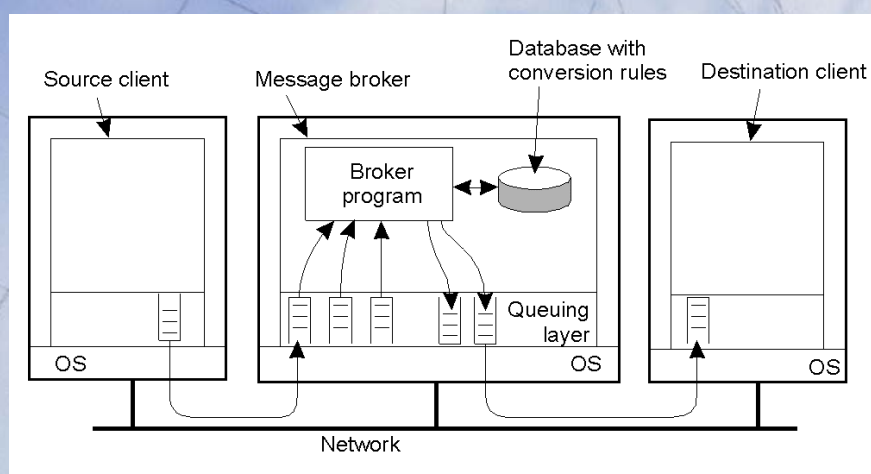 Database with
conversion rules
Source client
Message broker
Destination client
Broker
program
Queuing
layer
OS
OS
OS
Network